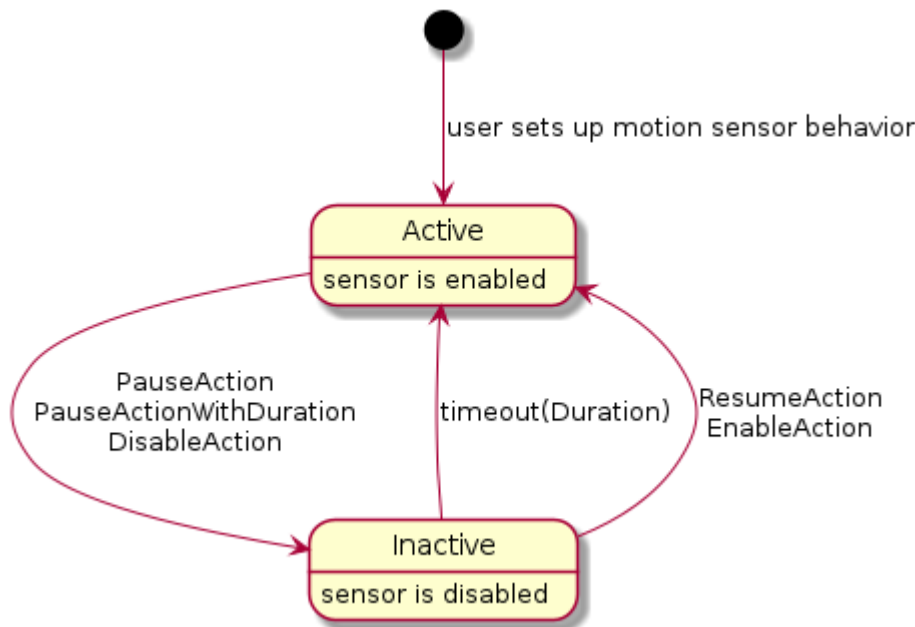 user sets up motion sensor behavior
Active
sensor is enabled
PauseAction
PauseActionWithDuration
DisableAction
timeout(Duration)
ResumeAction
EnableAction
Inactive
sensor is disabled